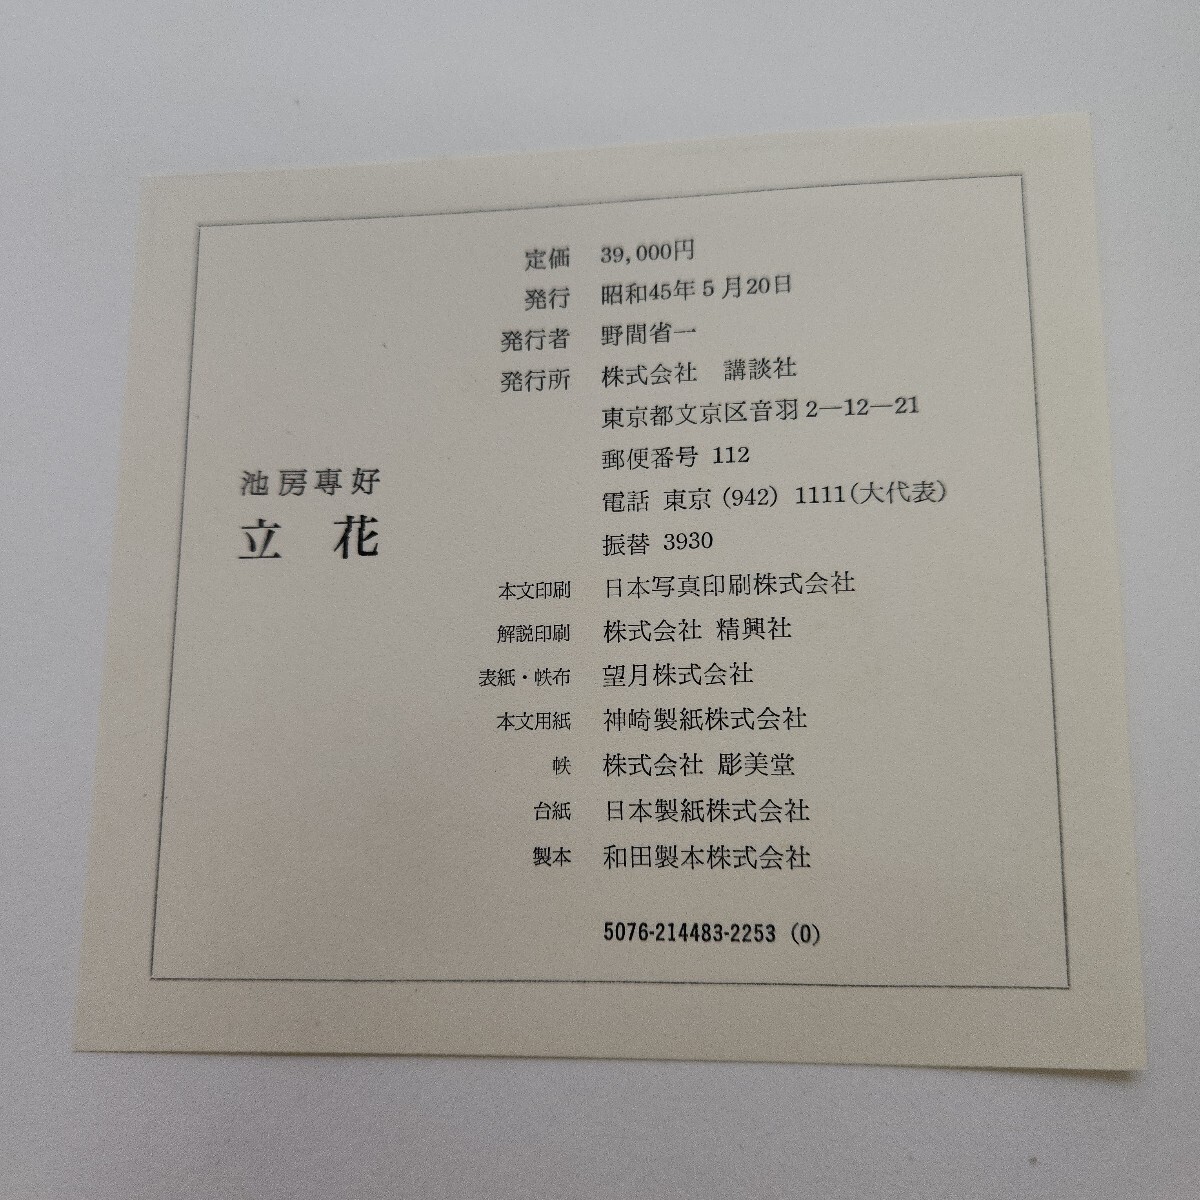 池房専好
立　花
定価　39,000円
発行　昭和45年5月20日
発行者　野間省一
発行所　株式会社　講談社
東京都文京区音羽2—12—21
郵便番号 112
電話 東京 (942) 1111(大代表)
振替 3930
本文印刷　日本写真印刷株式会社
解説印刷　株式会社 精興社
表紙・帙布　望月株式会社
本文用紙　神崎製紙株式会社
帙　株式会社 彫美堂
台紙　日本製紙株式会社
製本　和田製本株式会社
5076-214483-2253 (0)